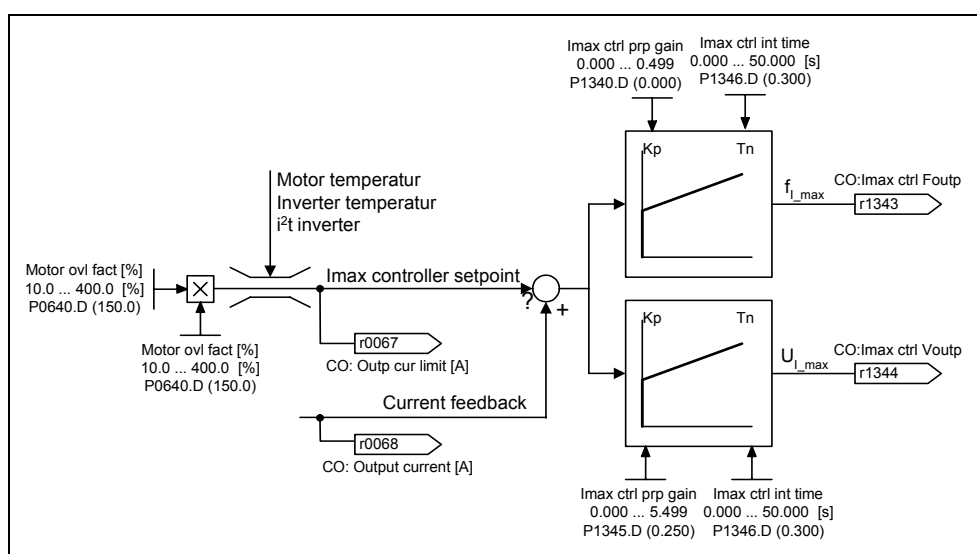 Imax ctrl prp gain
0.000 ... 0.499
P1340.D (0.000)
Imax ctrl int time
0.000 ... 50.000 [s]
P1346.D (0.300)
Kp
Tn
f I_max
CO:Imax ctrl Foutp
r1343
Motor temperatur
Inverter temperatur
i²t inverter
Motor ovl fact [%]
10.0 ... 400.0 [%]
P0640.D (150.0)
Imax controller setpoint
?
+
r0067
CO: Outp cur limit [A]
Motor ovl fact [%]
10.0 ... 400.0 [%]
P0640.D (150.0)
Kp
Tn
U I_max
CO:Imax ctrl Voutp
r1344
Current feedback
r0068
CO: Output current [A]
Imax ctrl prp gain
0.000 ... 5.499
P1345.D (0.250)
Imax ctrl int time
0.000 ... 50.000 [s]
P1346.D (0.300)